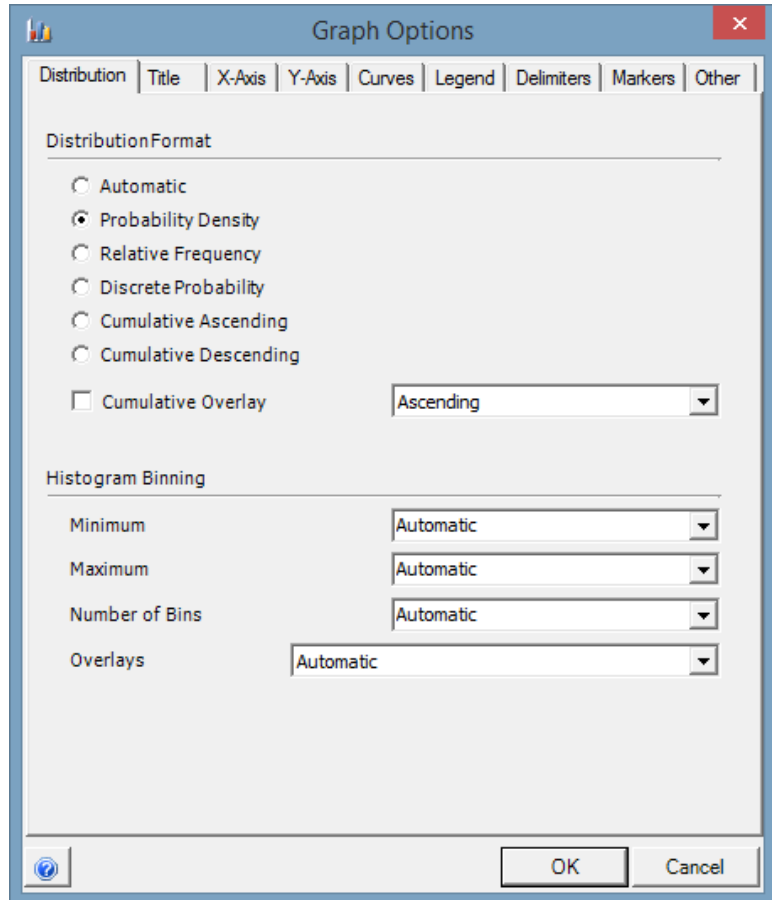 Graph Options
Distribution Title X-Axis Y-Axis Curves Legend Delimiters Markers Other
Distribution Format
Automatic
Probability Density
Relative Frequency
Discrete Probability
Cumulative Ascending
Cumulative Descending
Cumulative Overlay Ascending
Histogram Binning
Minimum Automatic
Maximum Automatic
Number of Bins Automatic
Overlays Automatic
OK Cancel